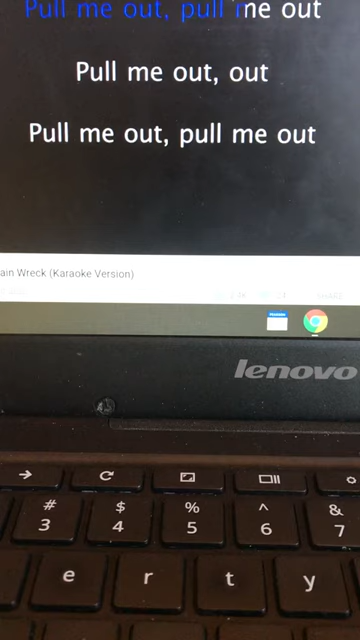 Pull me out, pull me out
Pull me out, out
Pull me out, pull me out
ain Wreck (Karaoke Version)
lenovo
# $ % ^ &
3 4 5 6 7
e r t y